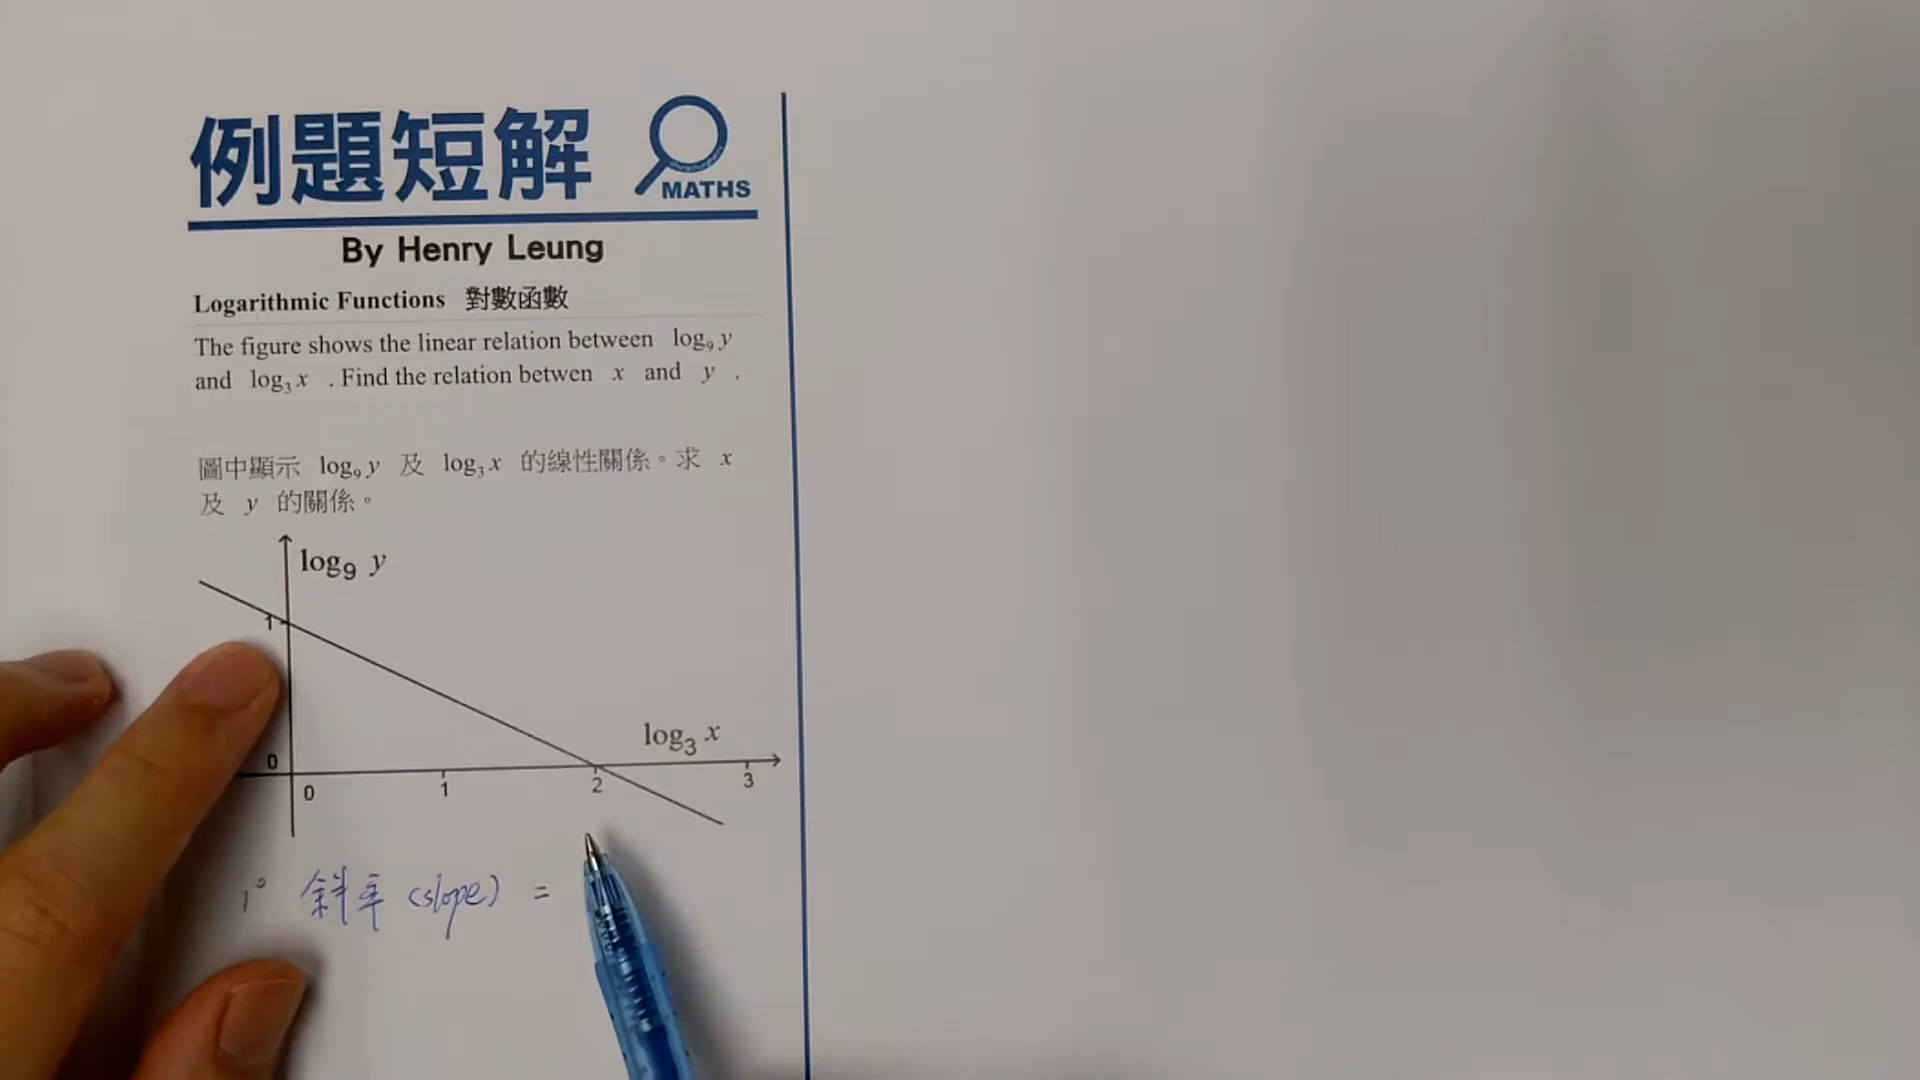 例題短解
MATHS
By Henry Leung
Logarithmic Functions 對數函數
The figure shows the linear relation between log₉ y
and log₃ x . Find the relation betwen x and y .
圖中顯示 log₉ y 及 log₃ x 的線性關係。求 x
及 y 的關係。
log₉ y
1
log₃ x
0
0 1 2 3
1° 斜率 (slope) =